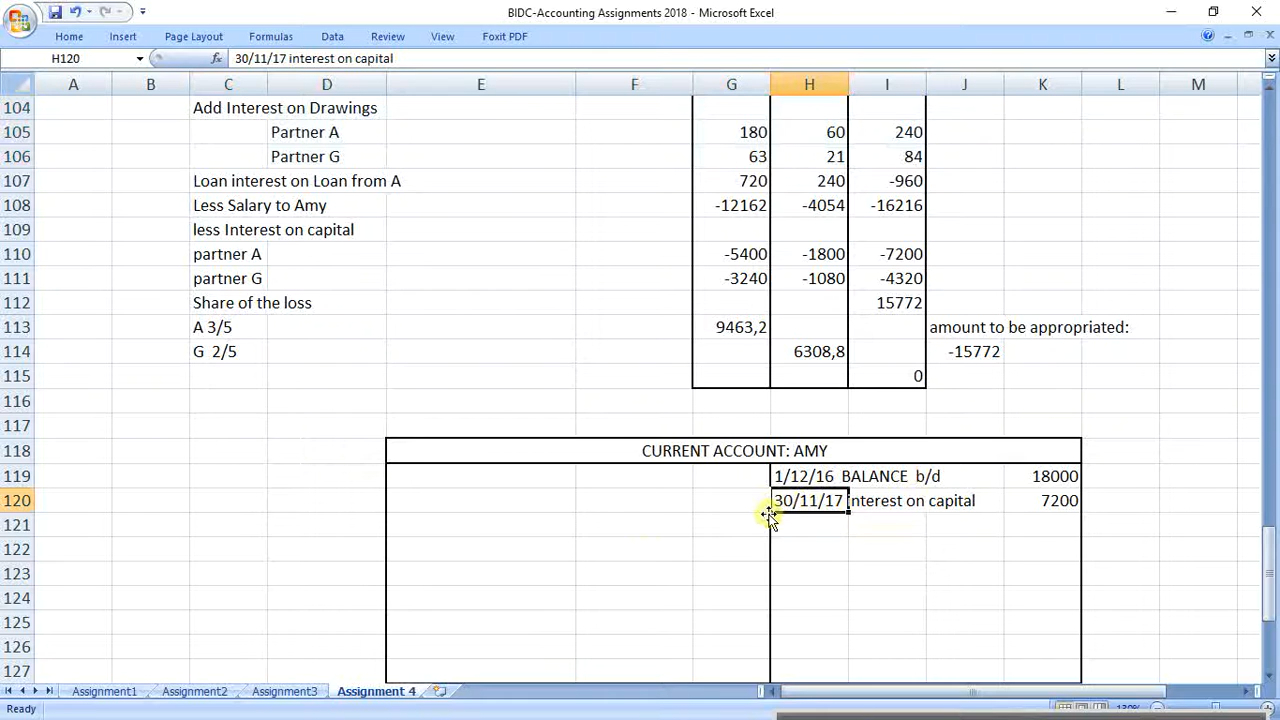 BIDC-Accounting Assignments 2018 - Microsoft Excel
Home Insert Page Layout Formulas Data Review View Foxit PDF
H120 fx 30/11/17 interest on capital
A B C D E F G H I J K L M
104 Add Interest on Drawings
105 Partner A 180 60 240
106 Partner G 63 21 84
107 Loan interest on Loan from A 720 240 -960
108 Less Salary to Amy -12162 -4054 -16216
109 less Interest on capital
110 partner A -5400 -1800 -7200
111 partner G -3240 -1080 -4320
112 Share of the loss 15772
113 A 3/5 9463,2 amount to be appropriated:
114 G 2/5 6308,8 -15772
115 0
116
117
118 CURRENT ACCOUNT: AMY
119 1/12/16 BALANCE b/d 18000
120 30/11/17 interest on capital 7200
121
122
123
124
125
126
127
Assignment1 Assignment2 Assignment3 Assignment 4
Ready 130%